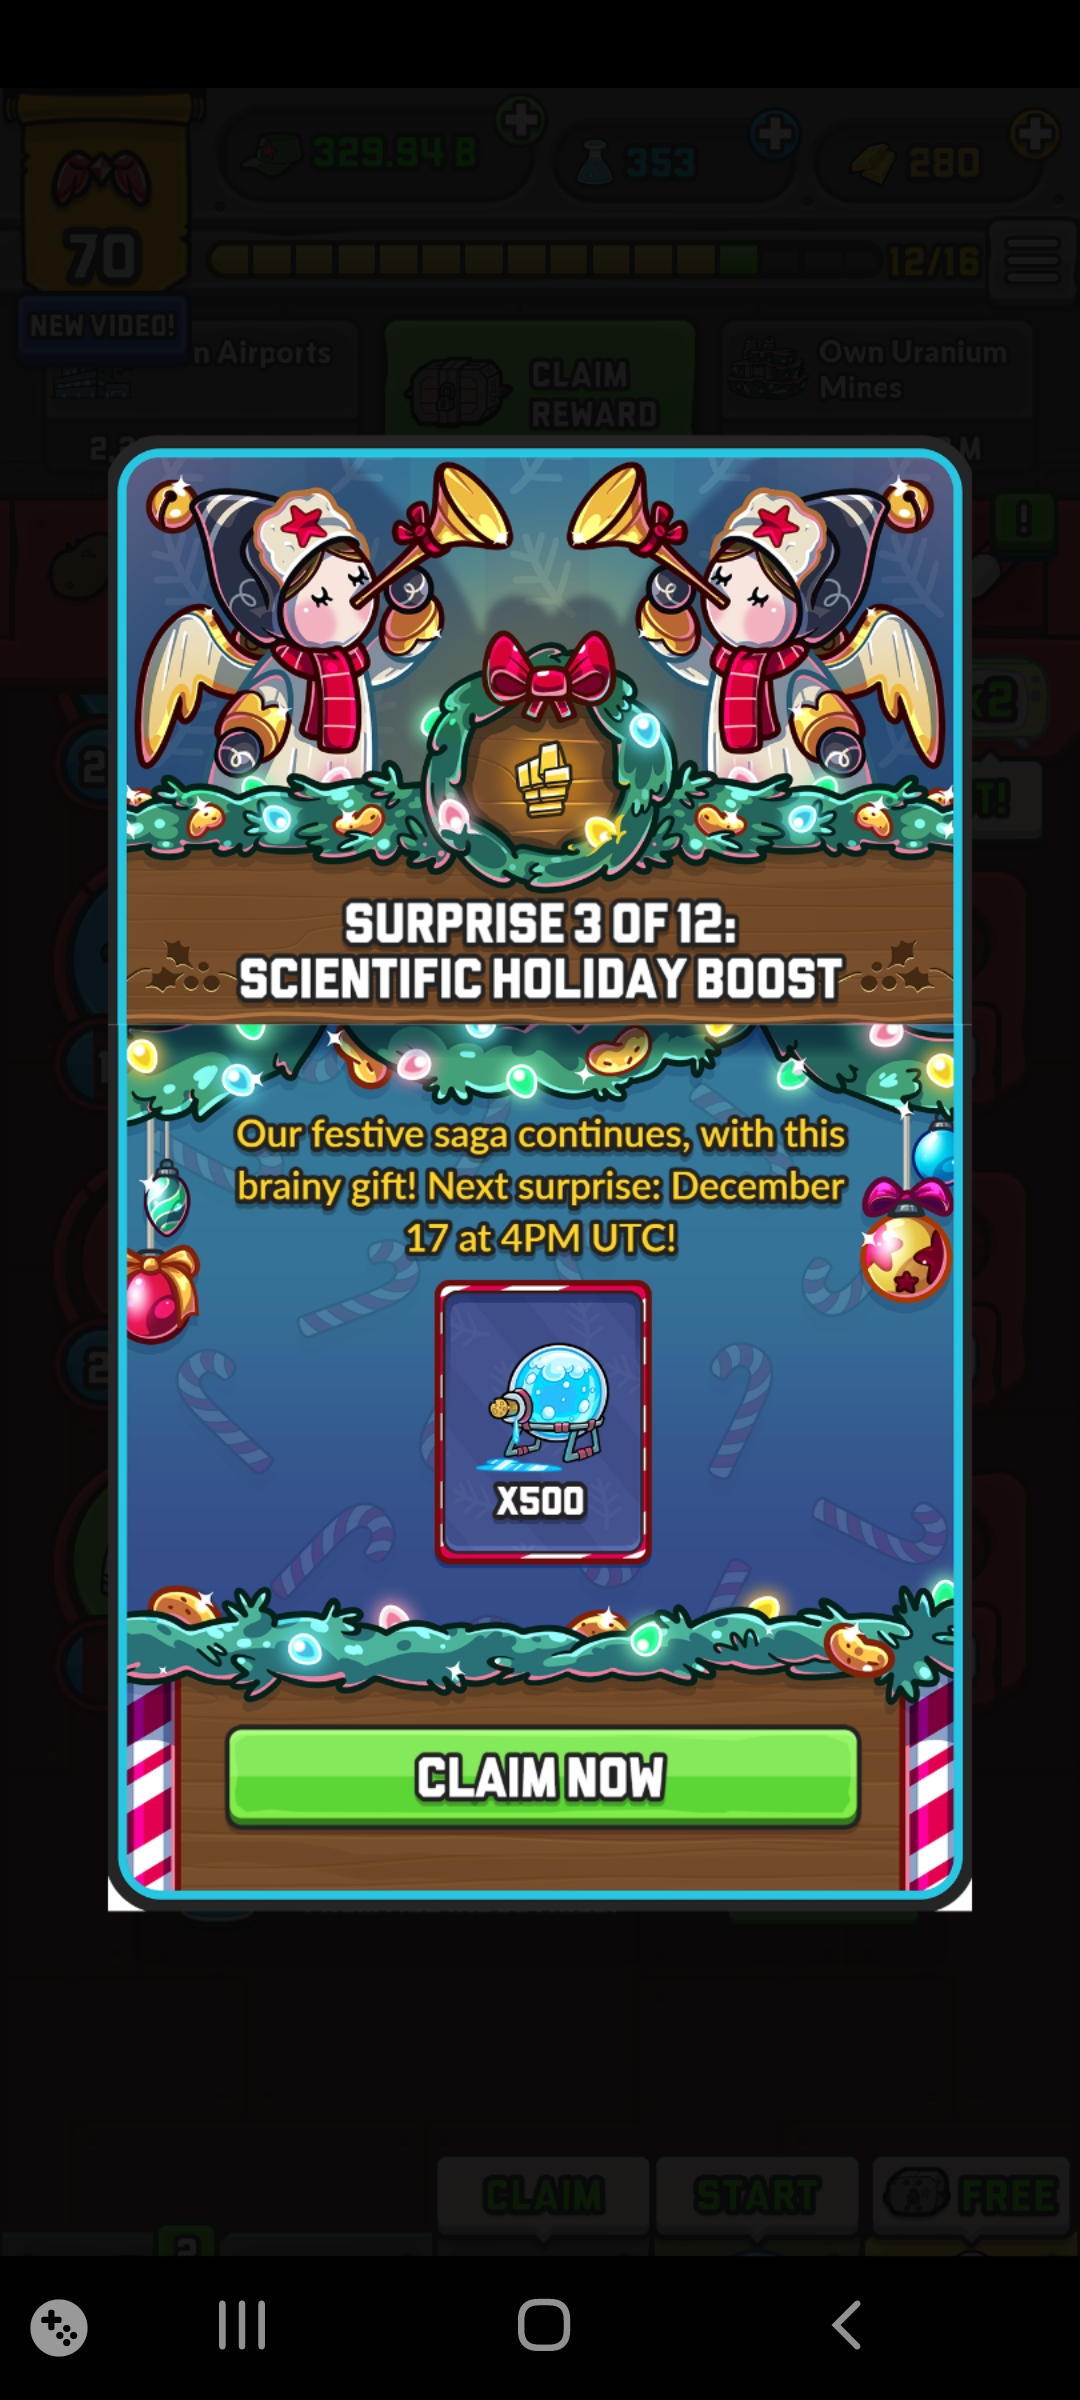 329.94 B
353
280
70
12/16
NEW VIDEO!
n Airports
CLAIM
REWARD
Own Uranium
Mines
SURPRISE 3 OF 12:
SCIENTIFIC HOLIDAY BOOST
Our festive saga continues, with this
brainy gift! Next surprise: December
17 at 4PM UTC!
X500
CLAIM NOW
CLAIM
START
FREE